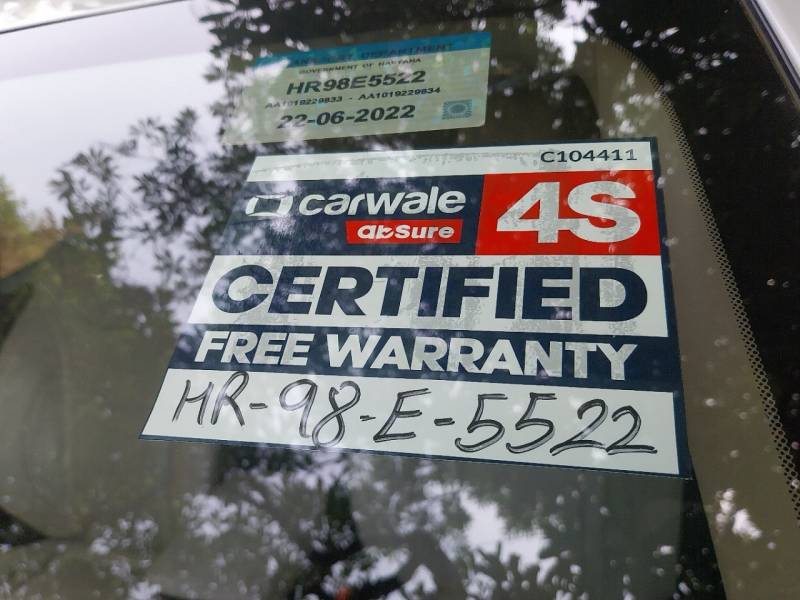 TRANSPORT DEPARTMENT
GOVERNMENT OF HARYANA
HR98E5522
AA1019229833 - AA1019229834
22-06-2022
C104411
carwale
abSure
4S
CERTIFIED
FREE WARRANTY
HR-98-E-5522